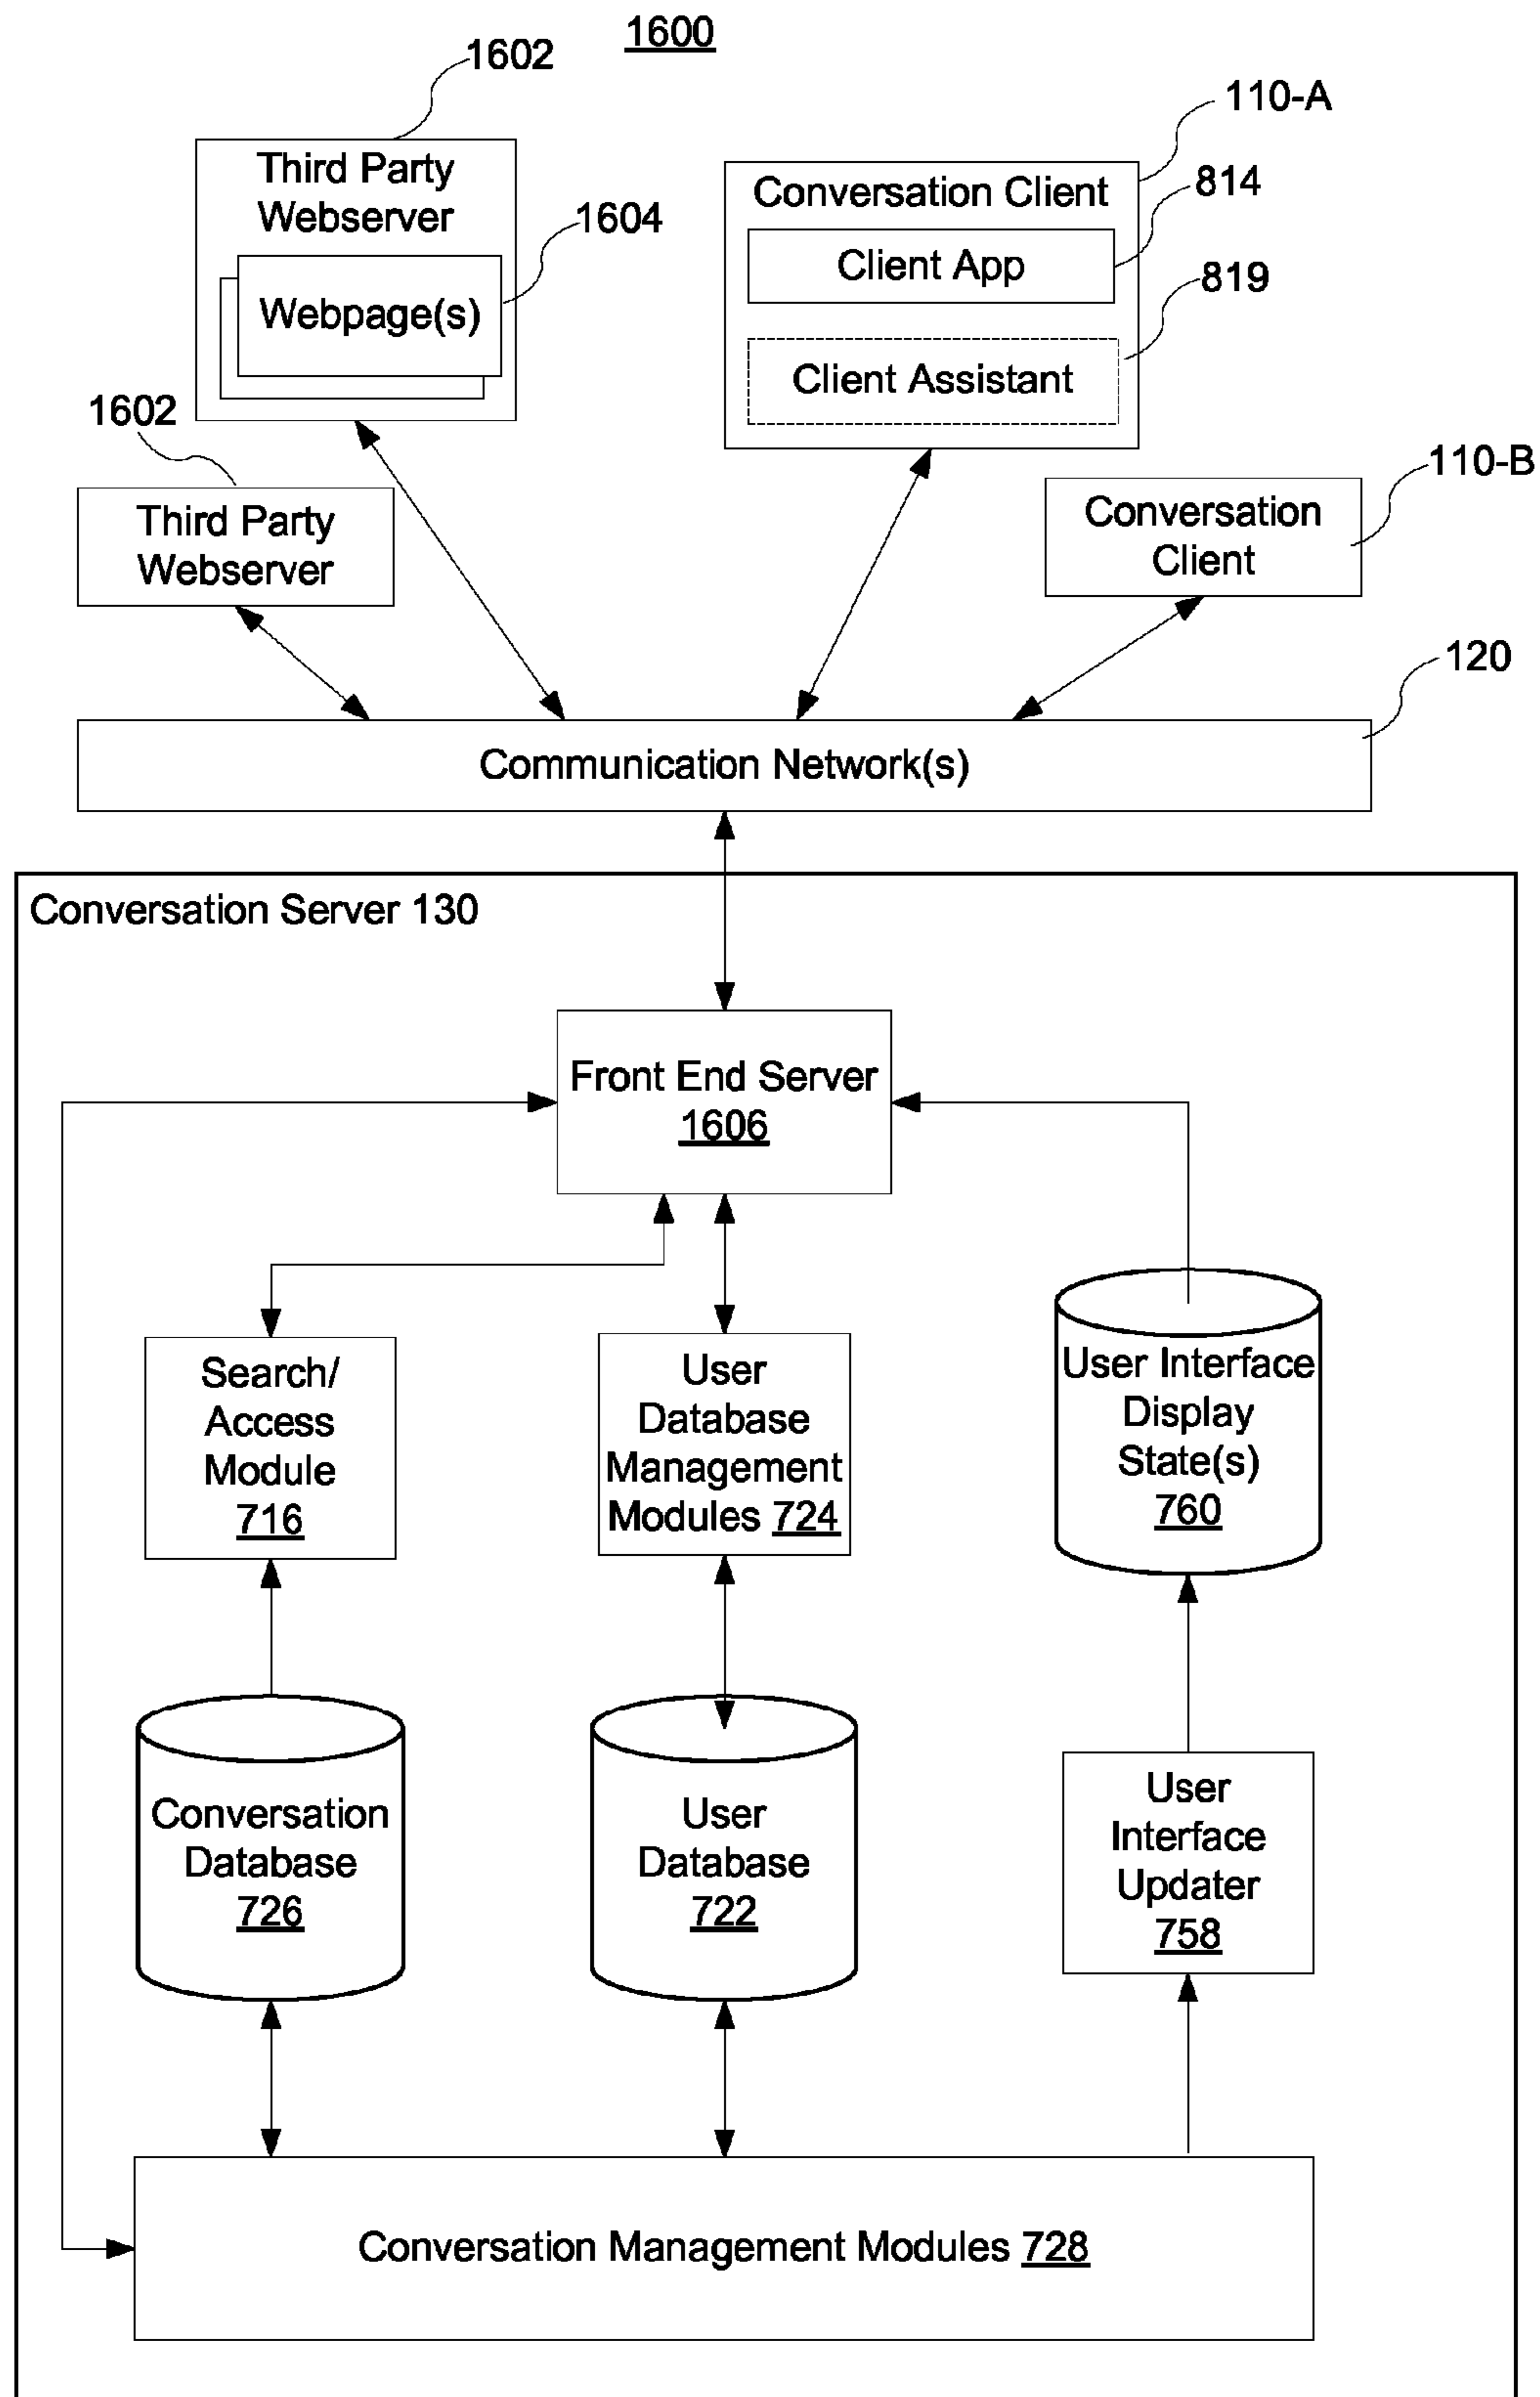 1600
1602
Third Party
Webserver
1604
Webpage(s)
110-A
Conversation Client
814
Client App
819
Client Assistant
1602
Third Party
Webserver
110-B
Conversation
Client
120
Communication Network(s)
Conversation Server 130
Front End Server
1606
Search/
Access
Module
716
User
Database
Management
Modules 724
User Interface
Display
State(s)
760
Conversation
Database
726
User
Database
722
User
Interface
Updater
758
Conversation Management Modules 728